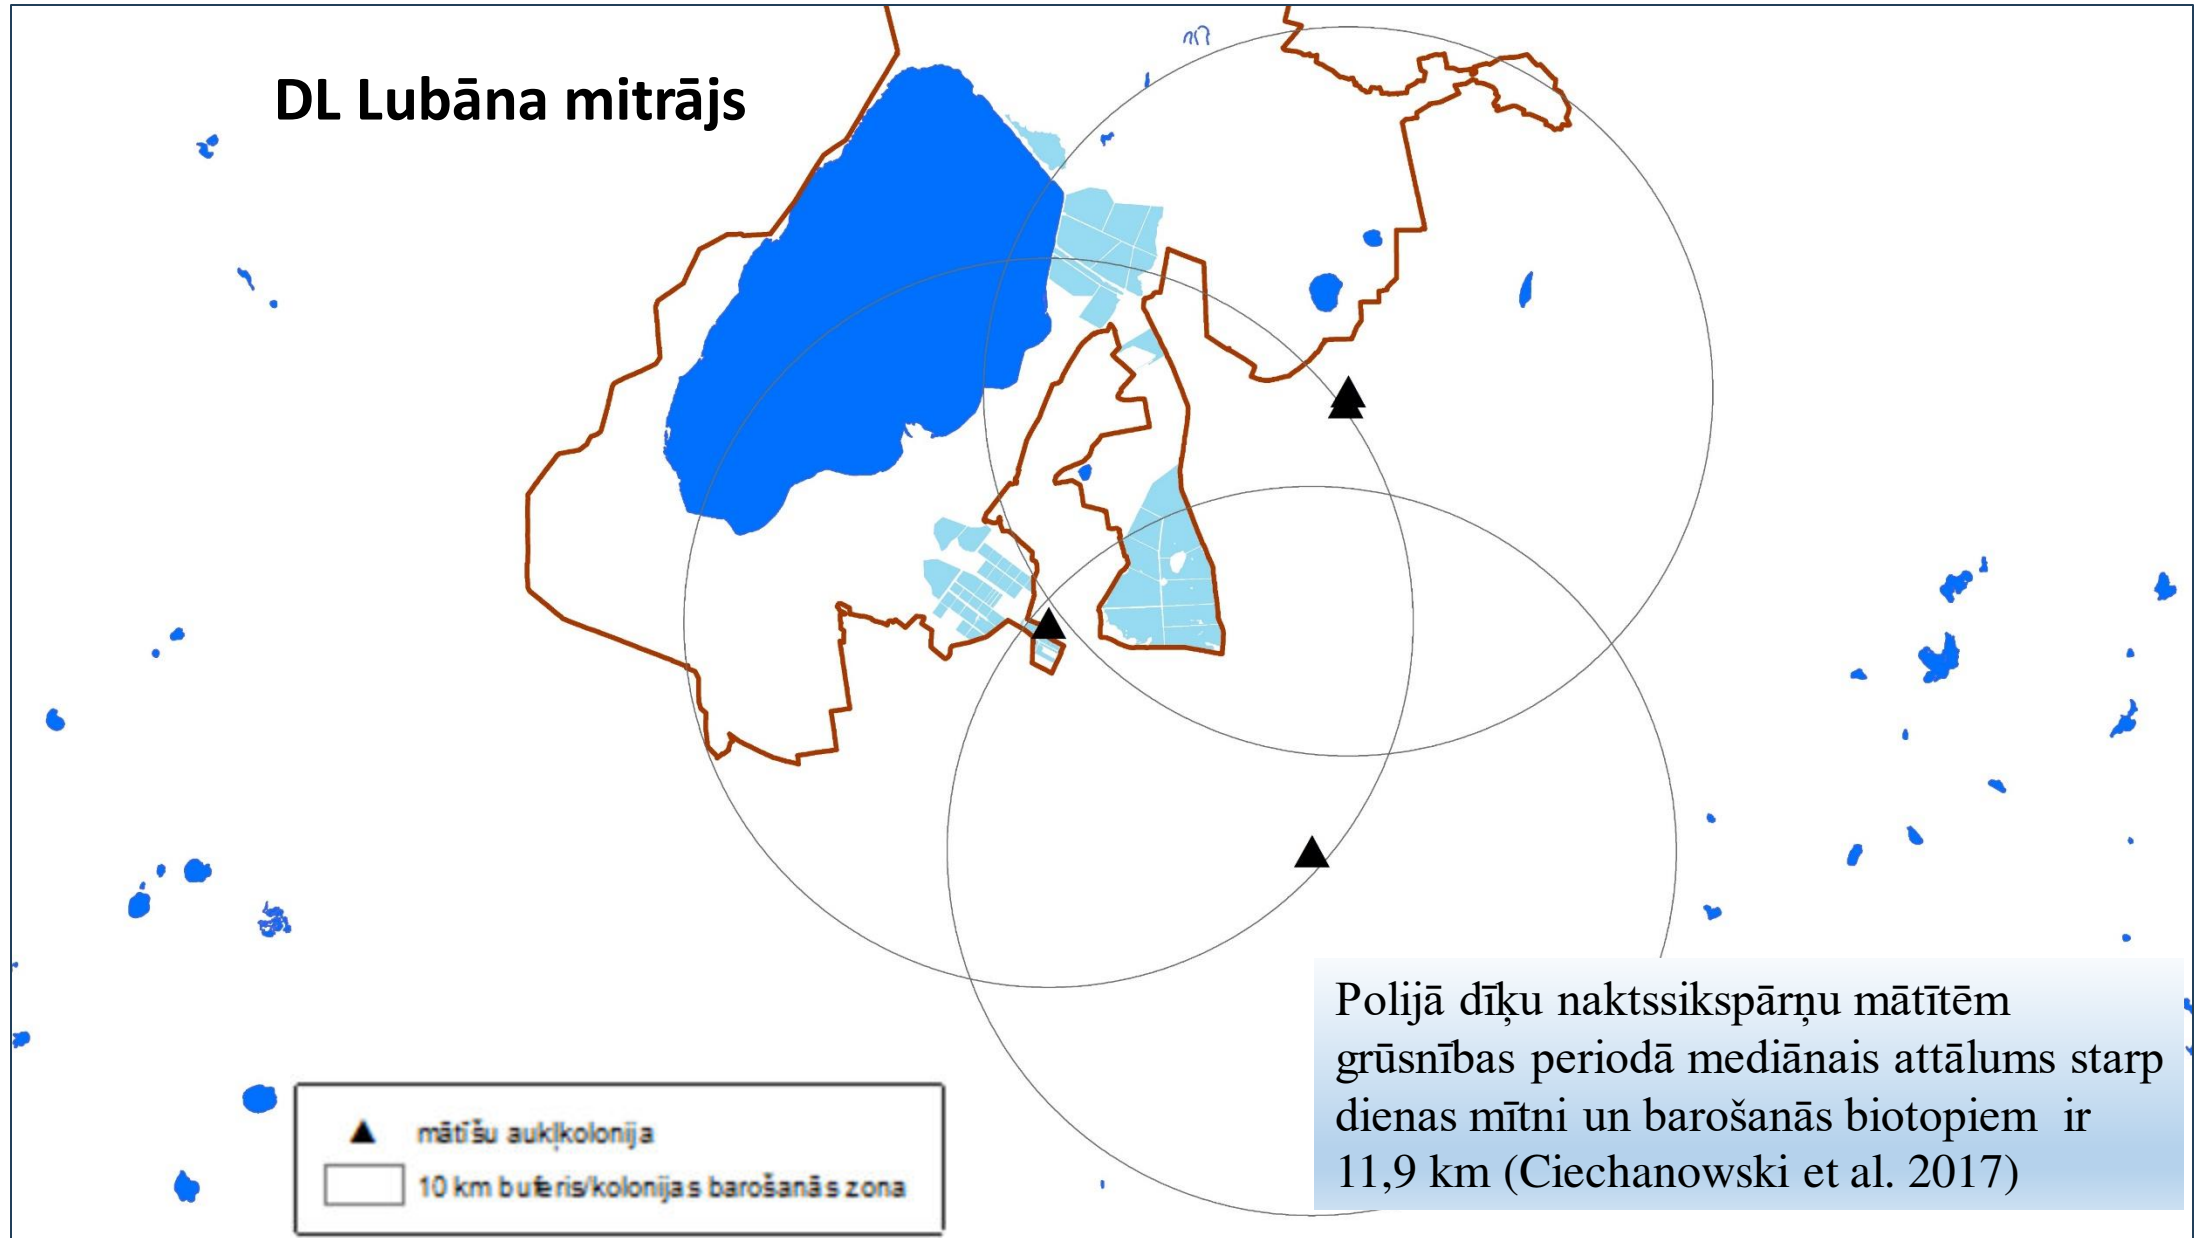 DL Lubāna mitrājs
Polijā dīķu naktssikspārņu mātītēm
grūsnības periodā mediānais attālums starp
dienas mītni un barošanās biotopiem ir
11,9 km (Ciechanowski et al. 2017)
mātīšu aukļkolonija
10 km buferis/kolonijas barošanās zona